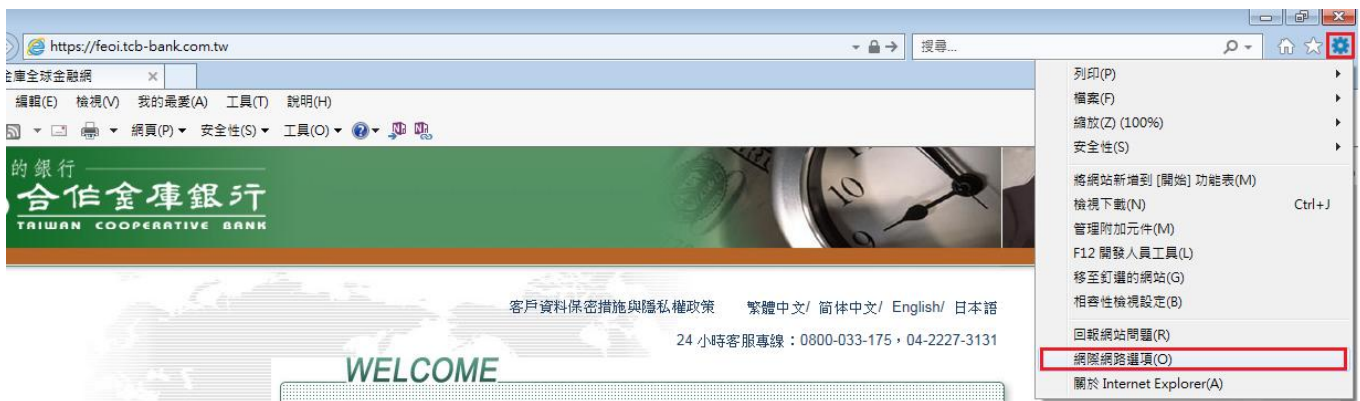 https://feoi.tcb-bank.com.tw
搜尋...
金庫全球金融網
編輯(E) 檢視(V) 我的最愛(A) 工具(T) 說明(H)
網頁(P) 安全性(S) 工具(O)
的銀行
合作金庫銀行
TAIWAN COOPERATIVE BANK
10
客戶資料保密措施與隱私權政策 繁體中文/ 简体中文/ English/ 日本語
24 小時客服專線：0800-033-175，04-2227-3131
WELCOME
列印(P)
檔案(F)
縮放(Z) (100%)
安全性(S)
將網站新增到 [開始] 功能表(M)
檢視下載(N) Ctrl+J
管理附加元件(M)
F12 開發人員工具(L)
移至釘選的網站(G)
相容性檢視設定(B)
回報網站問題(R)
網際網路選項(O)
關於 Internet Explorer(A)